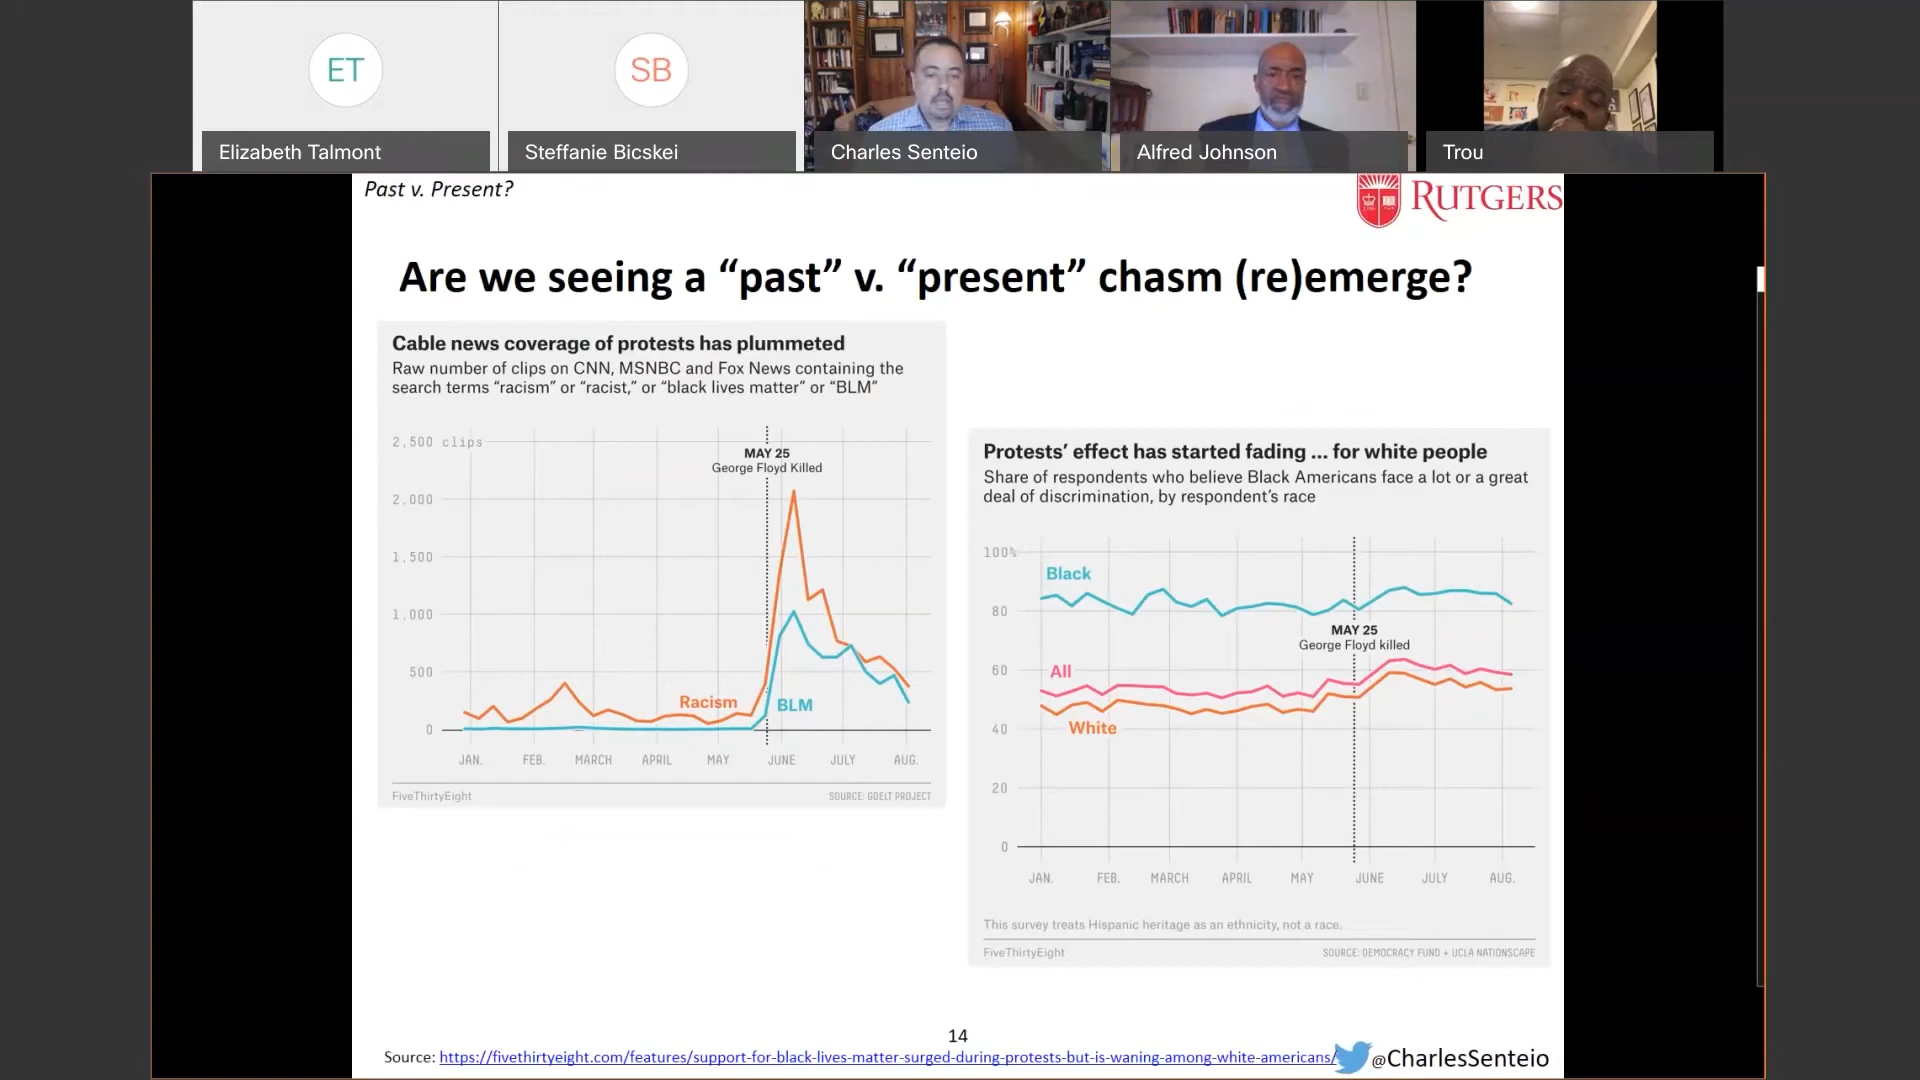 ET
SB
Elizabeth Talmont
Steffanie Bicskei
Charles Senteio
Alfred Johnson
Trou
Past v. Present?
RUTGERS
Are we seeing a “past” v. “present” chasm (re)emerge?
Cable news coverage of protests has plummeted
Raw number of clips on CNN, MSNBC and Fox News containing the
search terms “racism” or “racist,” or “black lives matter” or “BLM”
2,500 clips
MAY 25
George Floyd Killed
2,000
1,500
1,000
500
Racism
BLM
0
JAN. FEB. MARCH APRIL MAY JUNE JULY AUG.
FiveThirtyEight
SOURCE: GDELT PROJECT
Protests’ effect has started fading ... for white people
Share of respondents who believe Black Americans face a lot or a great
deal of discrimination, by respondent’s race
100%
Black
80
MAY 25
George Floyd killed
60
All
White
40
20
0
JAN. FEB. MARCH APRIL MAY JUNE JULY AUG.
This survey treats Hispanic heritage as an ethnicity, not a race.
FiveThirtyEight
SOURCE: DEMOCRACY FUND + UCLA NATIONSCAPE
14
Source: https://fivethirtyeight.com/features/support-for-black-lives-matter-surged-during-protests-but-is-waning-among-white-americans/
@CharlesSenteio